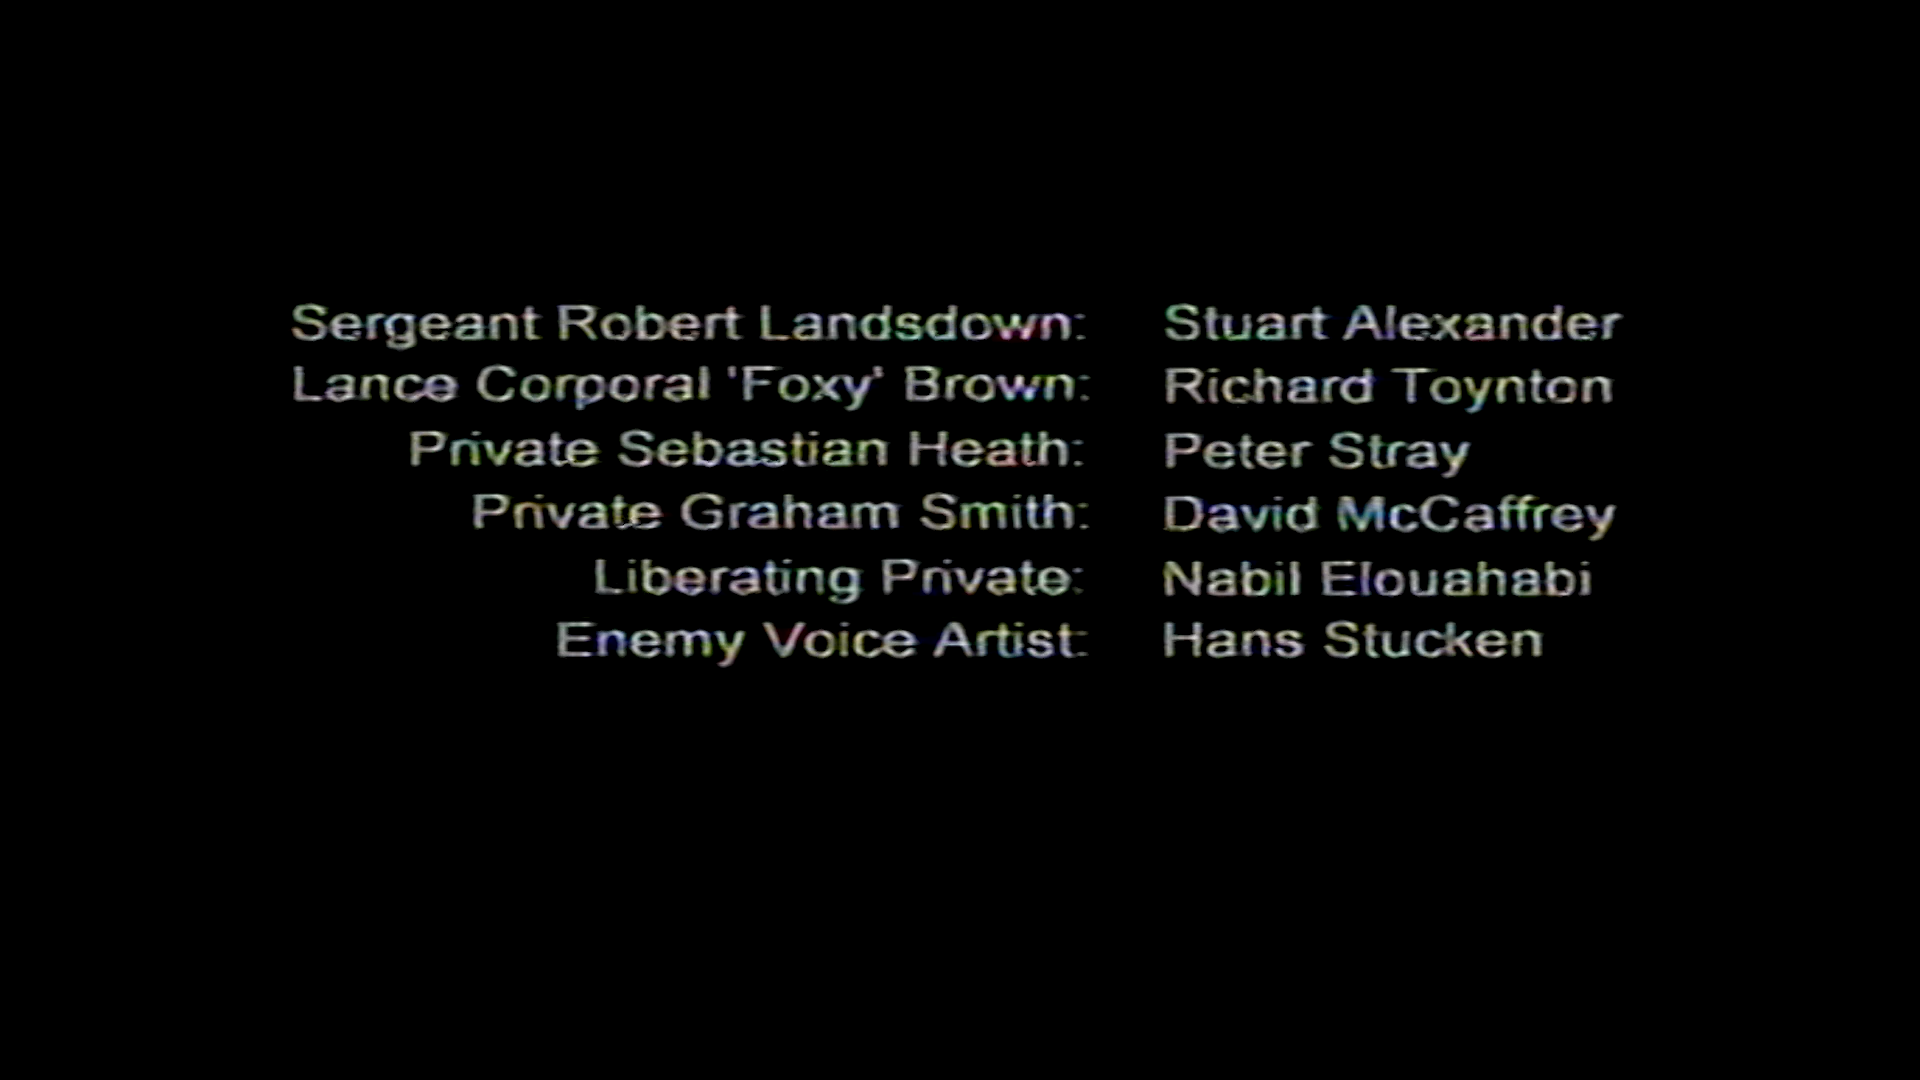 Sergeant Robert Landsdown: Stuart Alexander
Lance Corporal 'Foxy' Brown: Richard Toynton
Private Sebastian Heath: Peter Stray
Private Graham Smith: David McCaffrey
Liberating Private: Nabil Elouahabi
Enemy Voice Artist: Hans Stucken